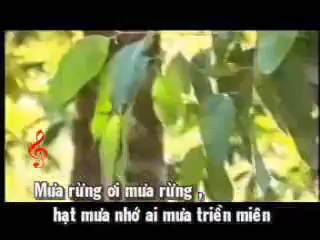 Mưa rừng ơi mưa rừng ,
hạt mưa nhớ ai mưa triền miên